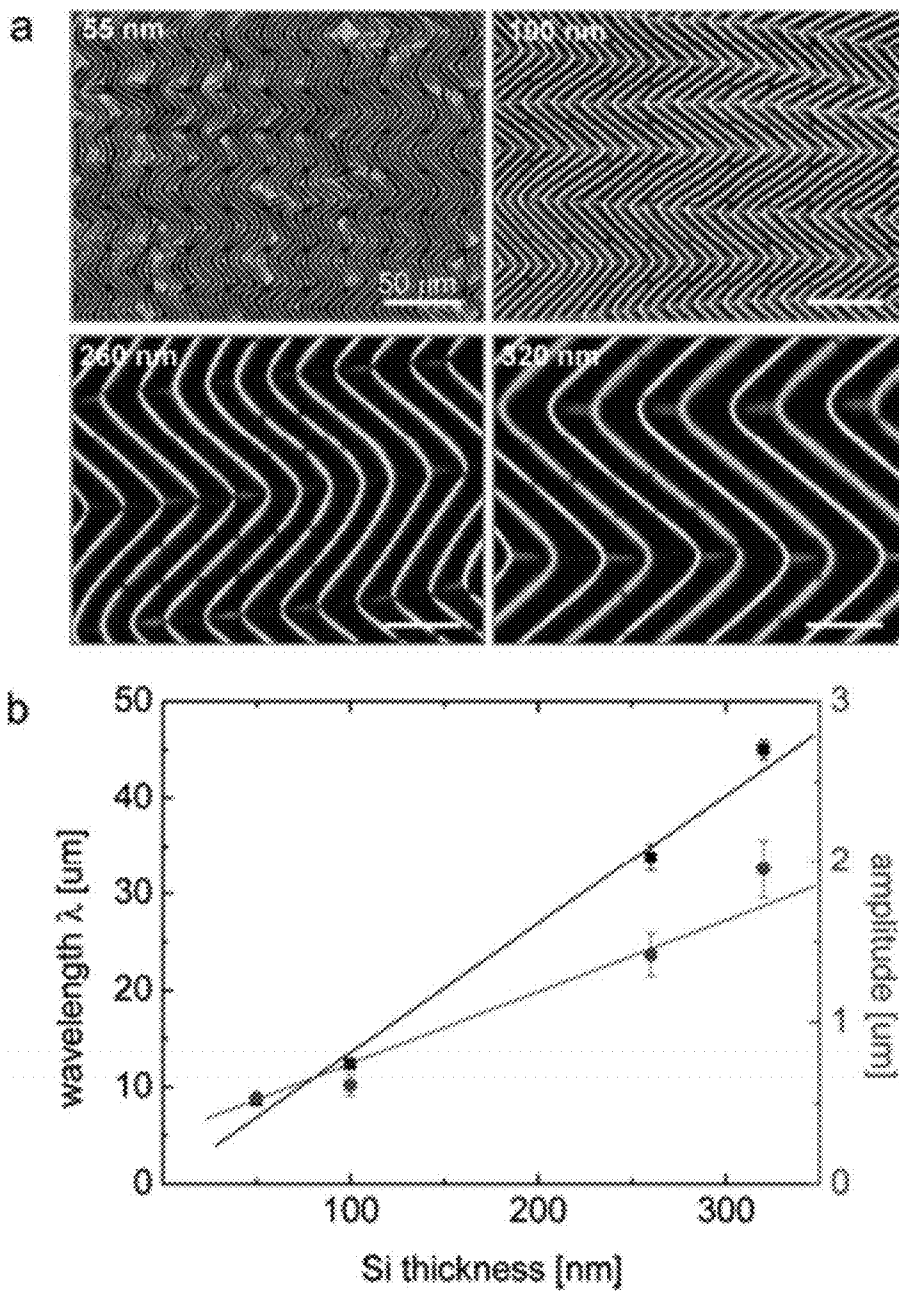 a
55 nm
100 nm
50 μm
260 nm
320 nm
b
50
40
30
20
10
0
wavelength λ [um]
3
2
1
0
amplitude [um]
100
200
300
Si thickness [nm]